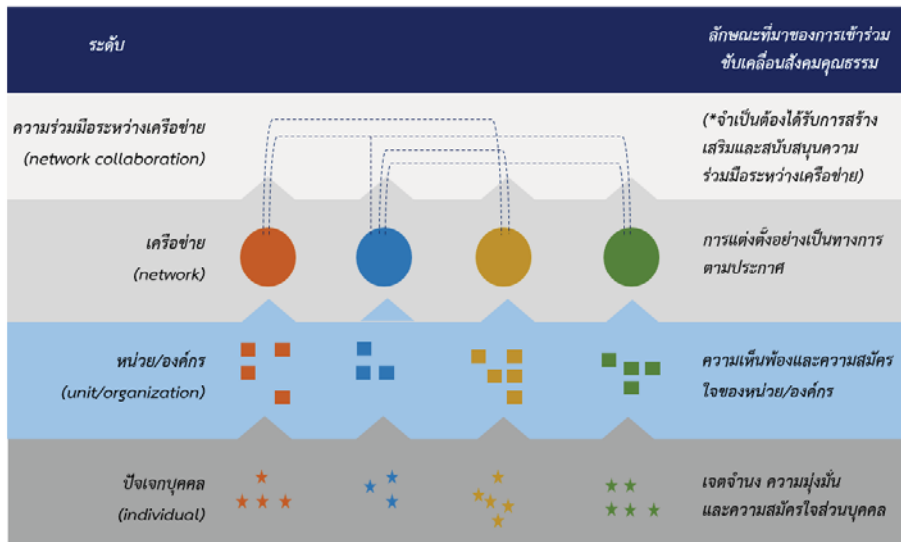 ระดับ
ลักษณะที่มาของการเข้าร่วม
ขับเคลื่อนสังคมคุณธรรม
ความร่วมมือระหว่างเครือข่าย
(network collaboration)
(*จำเป็นต้องได้รับการสร้าง
เสริมและสนับสนุนความ
ร่วมมือระหว่างเครือข่าย)
เครือข่าย
(network)
การแต่งตั้งอย่างเป็นทางการ
ตามประกาศ
หน่วย/องค์กร
(unit/organization)
ความเห็นพ้องและความสมัคร
ใจของหน่วย/องค์กร
ปัจเจกบุคคล
(individual)
เจตจำนง ความมุ่งมั่น
และความสมัครใจส่วนบุคคล